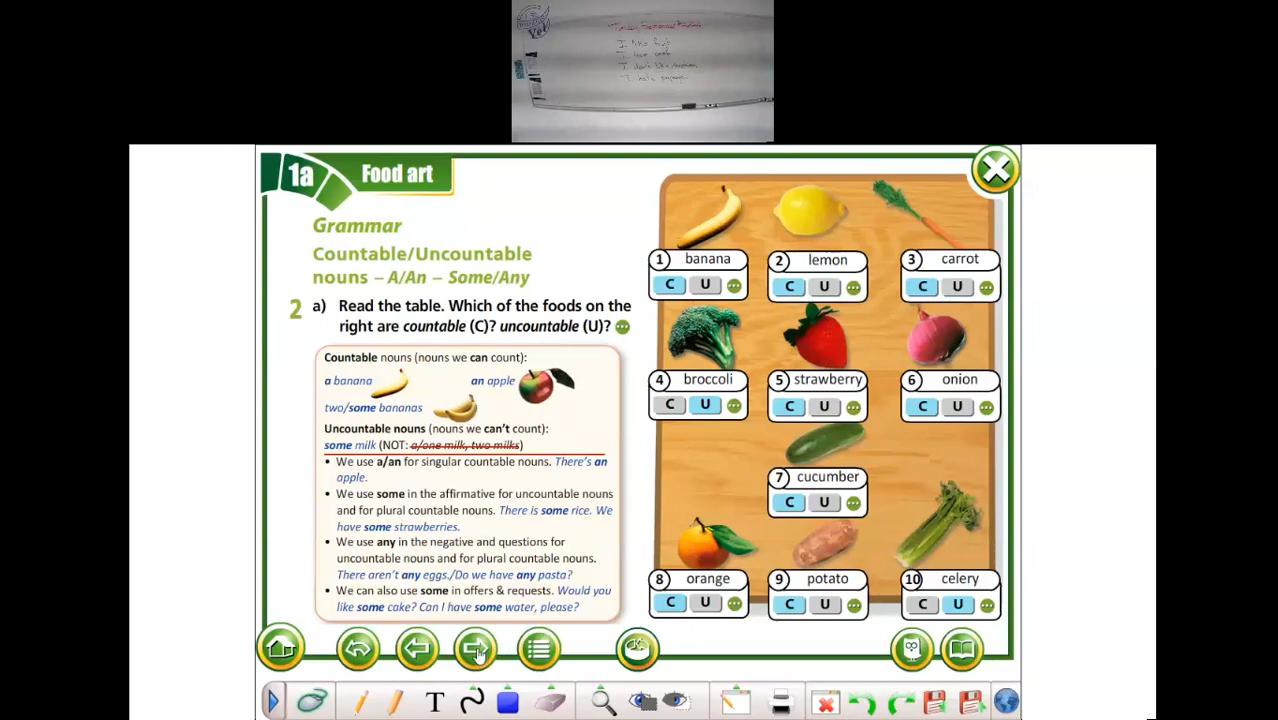 I like fruit
1a Food art
Grammar
Countable/Uncountable
nouns – A/An – Some/Any
2 a) Read the table. Which of the foods on the
right are countable (C)? uncountable (U)?
Countable nouns (nouns we can count):
a banana an apple
two/some bananas
Uncountable nouns (nouns we can't count):
some milk (NOT: a/one milk, two milks)
• We use a/an for singular countable nouns. There's an
apple.
• We use some in the affirmative for uncountable nouns
and for plural countable nouns. There is some rice. We
have some strawberries.
• We use any in the negative and questions for
uncountable nouns and for plural countable nouns.
There aren't any eggs./Do we have any pasta?
• We can also use some in offers & requests. Would you
like some cake? Can I have some water, please?
1 banana
C U
2 lemon
C U
3 carrot
C U
4 broccoli
C U
5 strawberry
C U
6 onion
C U
7 cucumber
C U
8 orange
C U
9 potato
C U
10 celery
C U
T